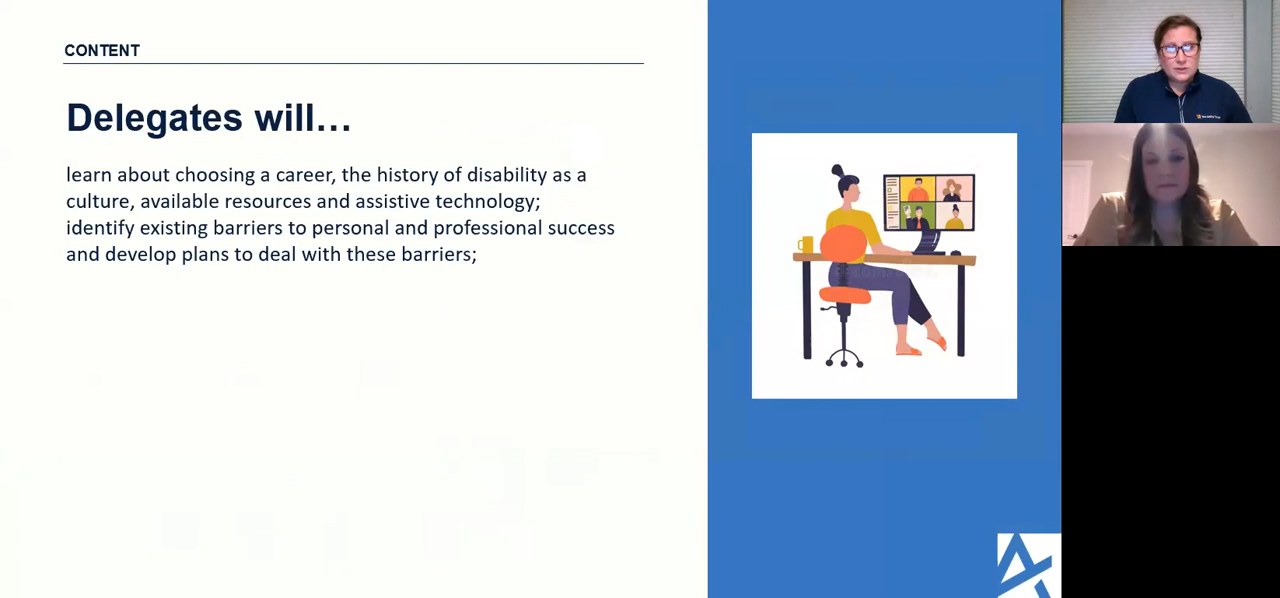 CONTENT
Delegates will…
learn about choosing a career, the history of disability as a
culture, available resources and assistive technology;
identify existing barriers to personal and professional success
and develop plans to deal with these barriers;